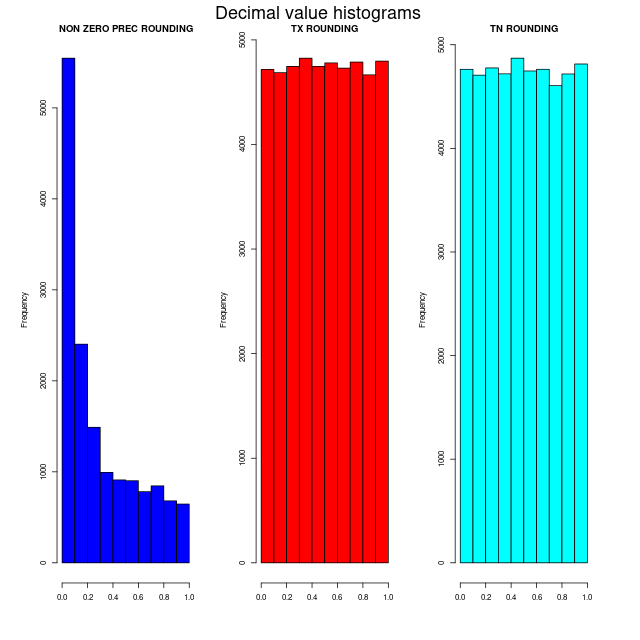 Decimal value histograms
NON ZERO PREC ROUNDING
TX ROUNDING
TN ROUNDING
Frequency
0
1000
2000
3000
4000
5000
0.0 0.2 0.4 0.6 0.8 1.0
Frequency
0
1000
2000
3000
4000
5000
0.0 0.2 0.4 0.6 0.8 1.0
Frequency
0
1000
2000
3000
4000
5000
0.0 0.2 0.4 0.6 0.8 1.0